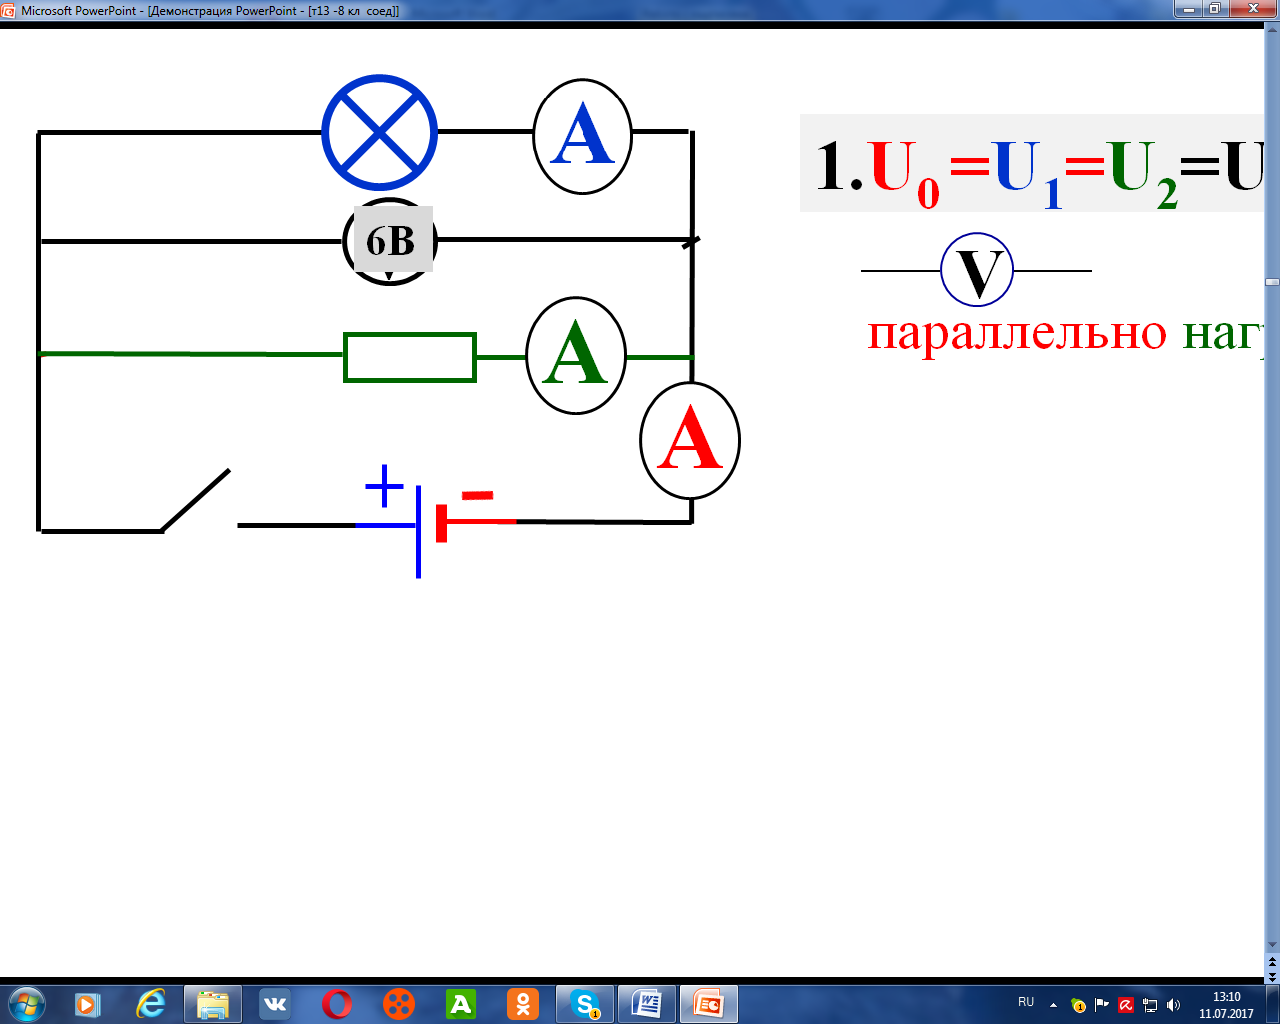 Microsoft PowerPoint - [Демонстрация PowerPoint - [т13 -8 кл соед]]
A
1.U0=U1=U2=U
6В
V
параллельно наг
A
A
+
−
RU
13:10
11.07.2017